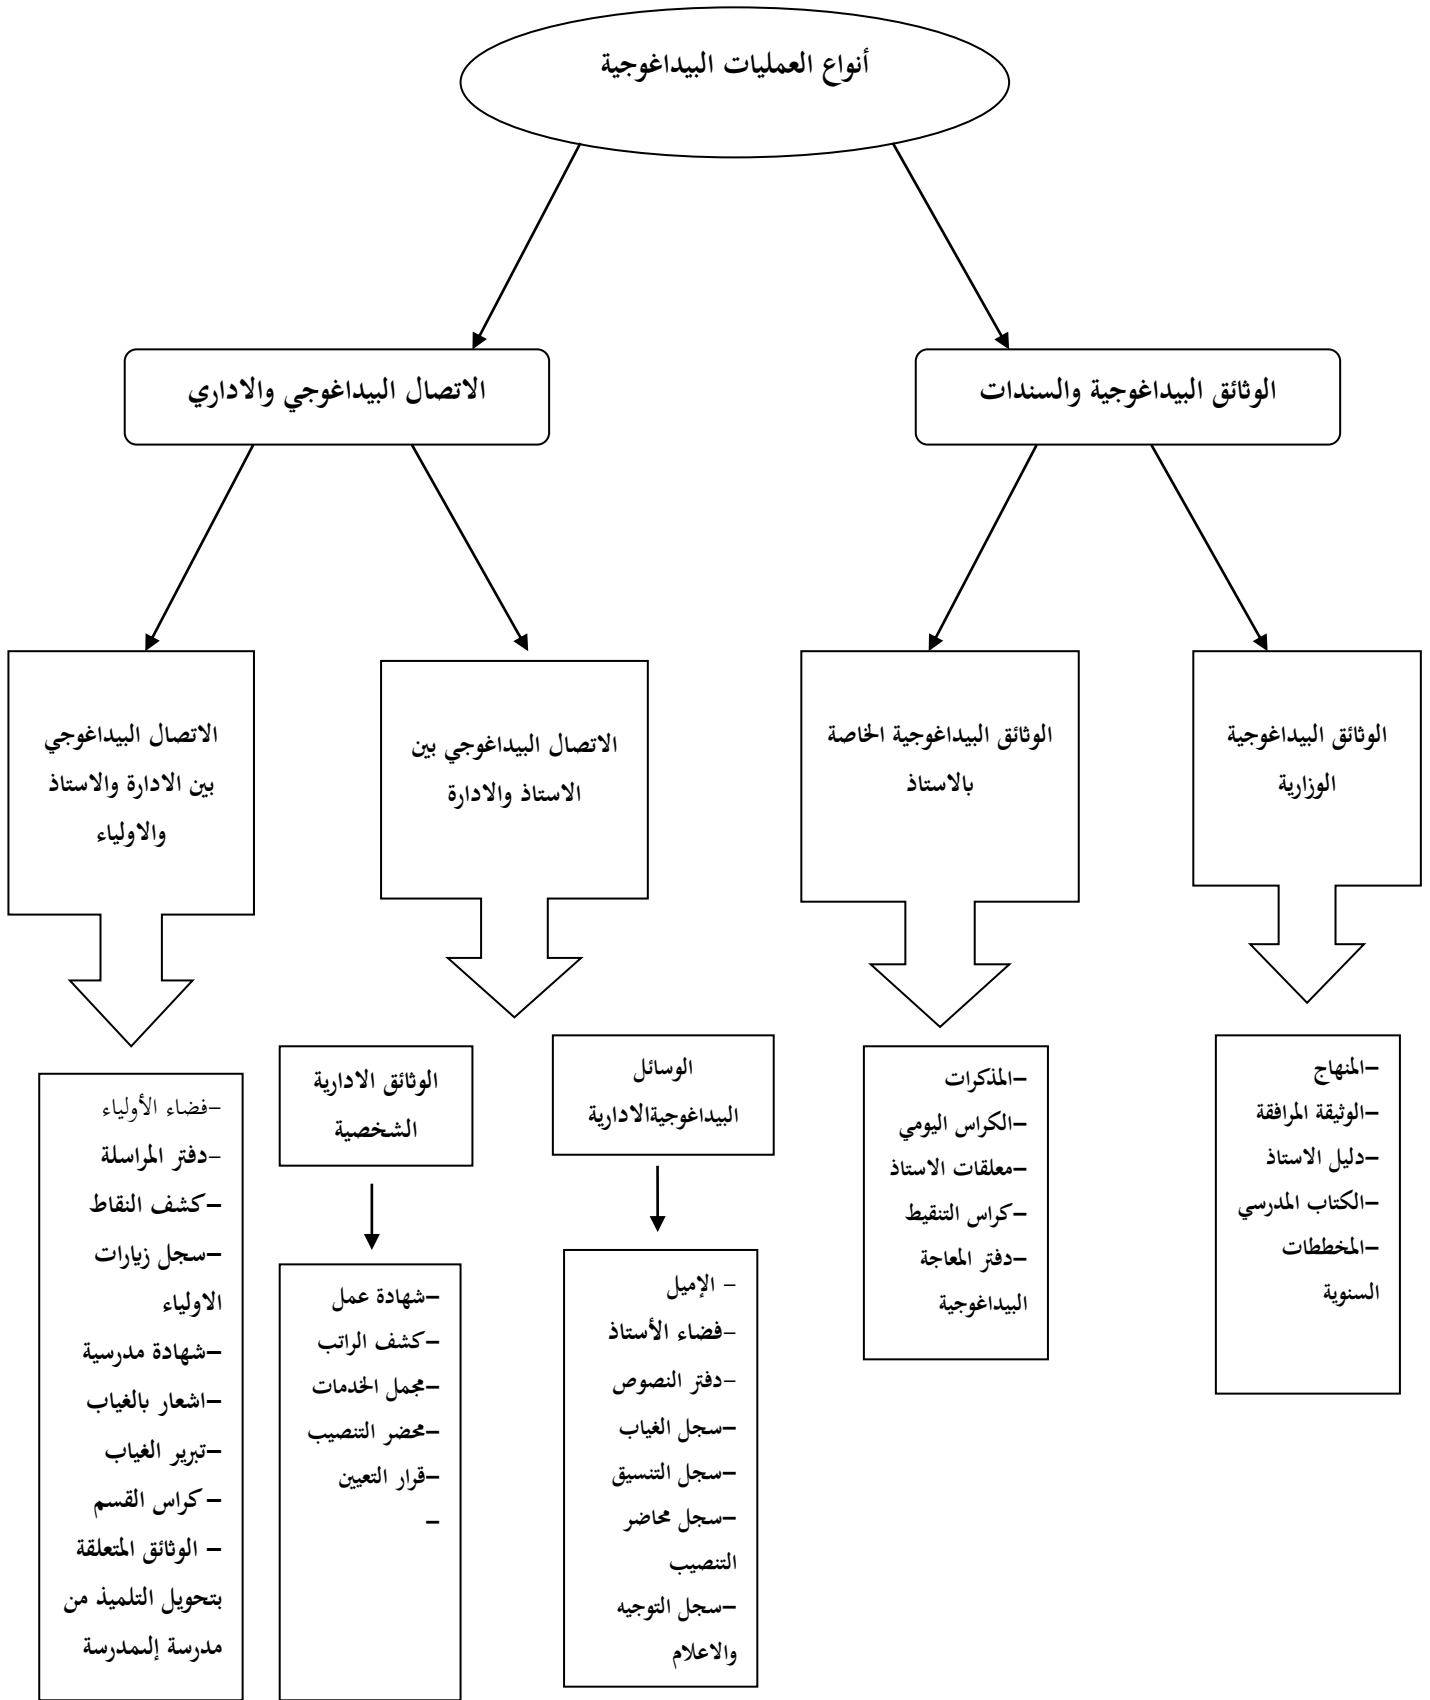 أنواع العمليات البيداغوجية
الوثائق البيداغوجية والسندات
الاتصال البيداغوجي والاداري
الوثائق البيداغوجية
الوزارية
الوثائق البيداغوجية الخاصة
بالاستاذ
الاتصال البيداغوجي بين
الاستاذ والادارة
الاتصال البيداغوجي
بين الادارة والاستاذ
والاولياء
–المنهاج
–الوثيقة المرافقة
–دليل الاستاذ
–الكتاب المدرسي
–المخططات
السنوية
–المذكرات
–الكراس اليومي
–معلقات الاستاذ
–كراس التنقيط
–دفتر المعاجة
البيداغوجية
الوسائل
البيداغوجيةالادارية
– الإميل
–فضاء الأستاذ
–دفتر النصوص
–سجل الغياب
–سجل التنسيق
–سجل محاضر
التنصيب
–سجل التوجيه
والاعلام
الوثائق الادارية
الشخصية
–شهادة عمل
–كشف الراتب
–مجمل الخدمات
–محضر التنصيب
–قرار التعيين
–
–فضاء الأولياء
–دفتر المراسلة
–كشف النقاط
–سجل زيارات
الاولياء
–شهادة مدرسية
–اشعار بالغياب
–تبرير الغياب
–كراس القسم
– الوثائق المتعلقة
بتحويل التلميذ من
مدرسة إلىمدرسة